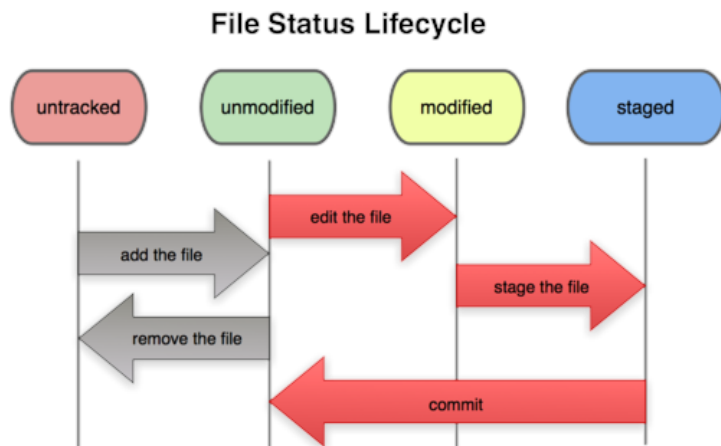 File Status Lifecycle
untracked
unmodified
modified
staged
edit the file
add the file
stage the file
remove the file
commit